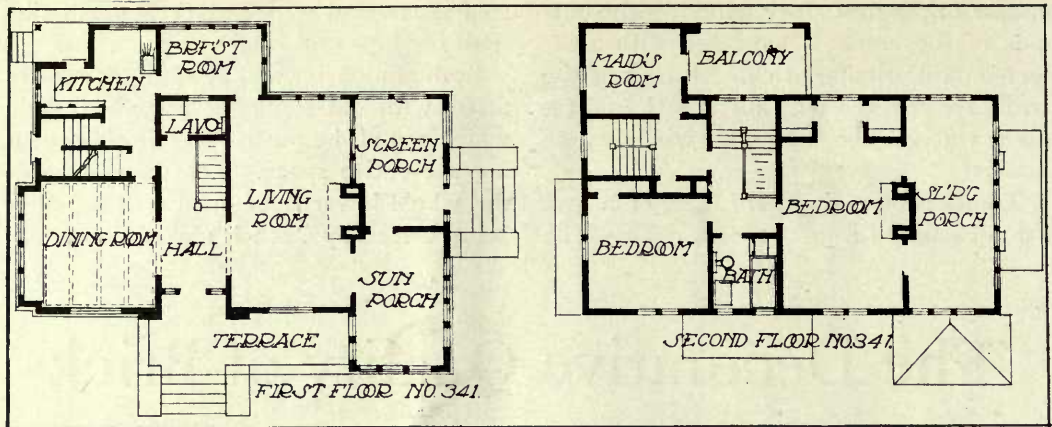 KITCHEN
BRF'ST
ROOM
LAV
SCREEN
PORCH
LIVING
ROOM
DINING ROOM
HALL
SUN
PORCH
TERRACE
FIRST FLOOR NO. 341.
MAID'S
ROOM
BALCONY
BEDROOM
SL'P'G
PORCH
BEDROOM
BATH
SECOND FLOOR NO. 341.